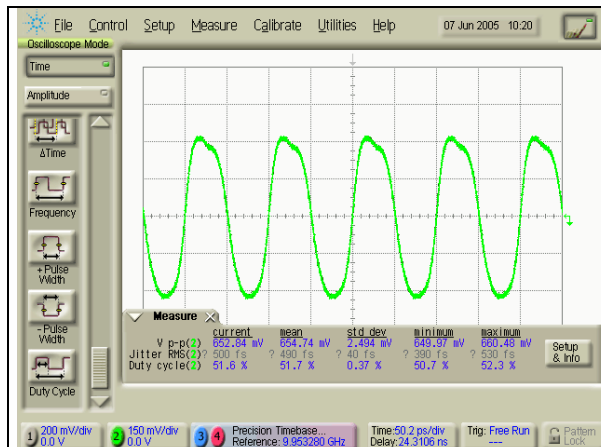 File Control Setup Measure Calibrate Utilities Help 07 Jun 2005 10:20
Oscilloscope Mode
Time
Amplitude
ΔTime
Frequency
+ Pulse
Width
- Pulse
Width
Duty Cycle
Measure
current mean std dev minimum maximum
V p-p(2) 652.84 mV 654.74 mV 2.494 mV 649.97 mV 660.48 mV
Jitter RMS(2)? 500 fs ? 490 fs ? 40 fs ? 390 fs ? 530 fs
Duty cycle(2) 51.6 % 51.7 % 0.37 % 50.7 % 52.3 %
Setup
& Info
1 200 mV/div
0.0 V
2 150 mV/div
0.0 V
3 4 Precision Timebase...
Reference: 9.953280 GHz
Time:50.2 ps/div
Delay:24.3106 ns
Trig: Free Run
---
Pattern
Lock